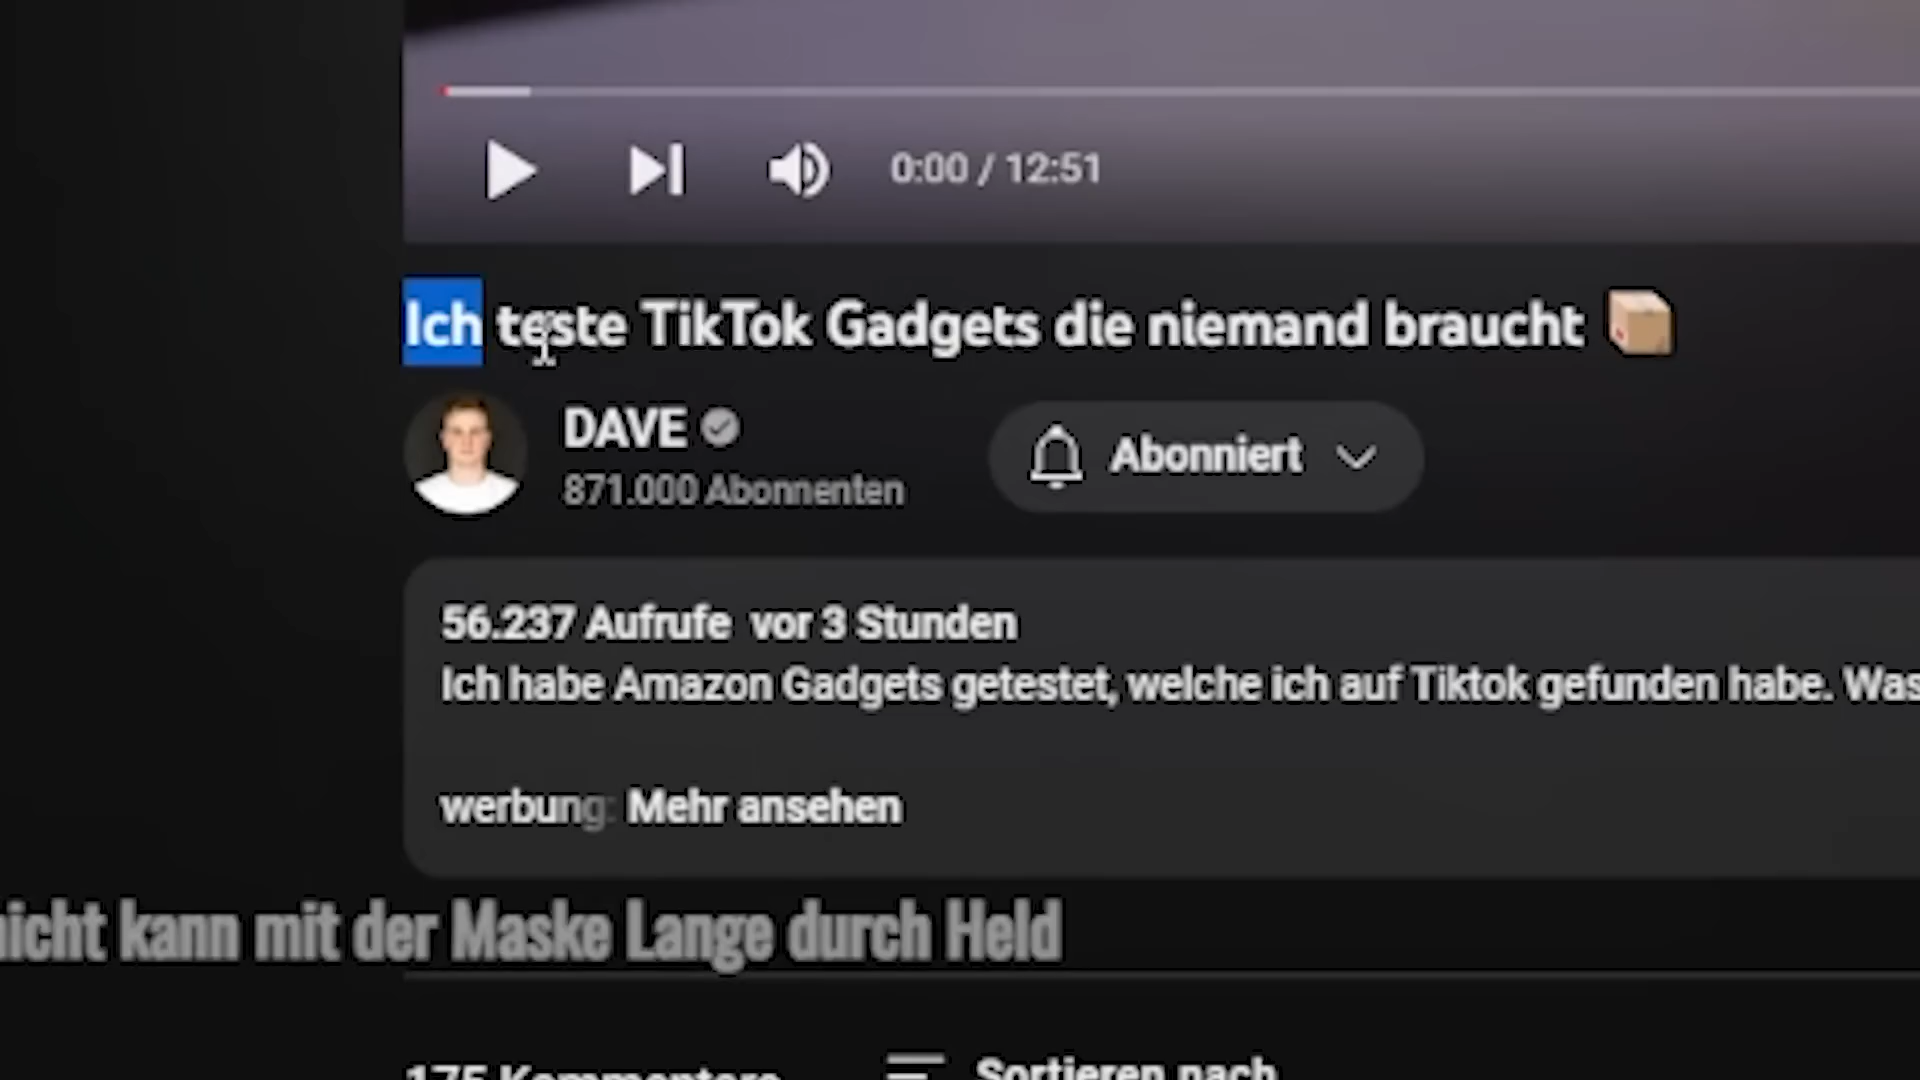 0:00 / 12:51
Ich teste TikTok Gadgets die niemand braucht 📦
DAVE
Abonniert
871.000 Abonnenten
56.237 Aufrufe vor 3 Stunden
Ich habe Amazon Gadgets getestet, welche ich auf Tiktok gefunden habe. Was
werbung: Mehr ansehen
nicht kann mit der Maske Lange durch Held
175 Kommentare
Sortieren nach